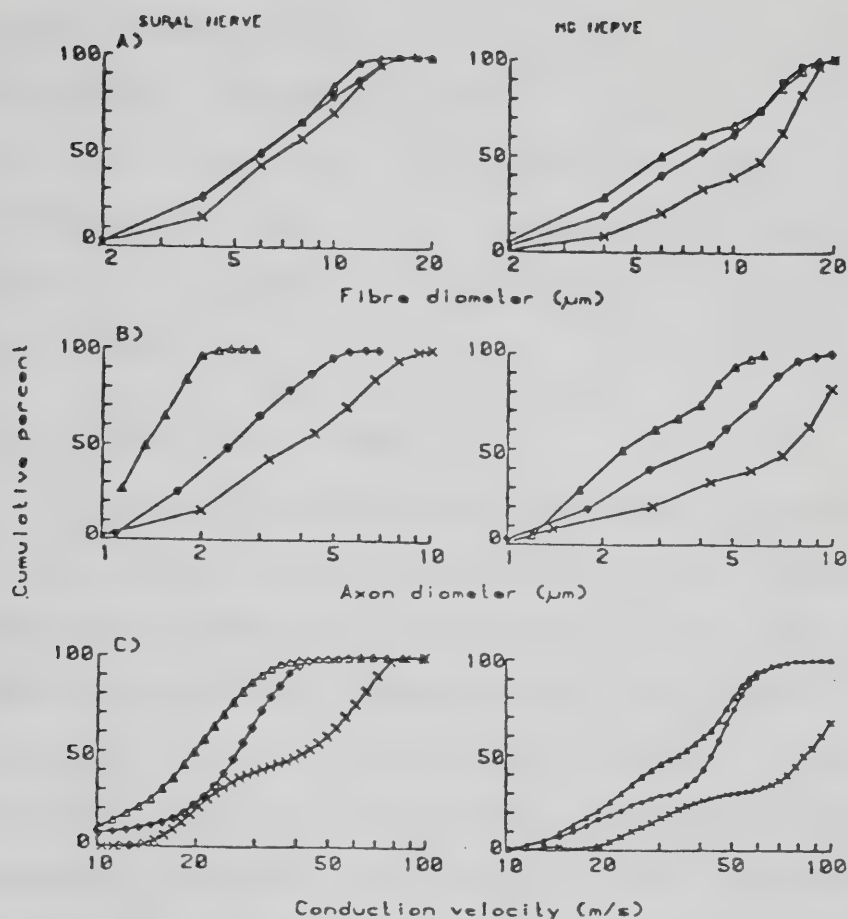 SURAL NERVE
MG NERVE
A)
100
50
0
2 5 10 20
100
50
0
2 5 10 20
Fibre diameter (μm)
B)
100
50
0
1 2 5 10
100
50
0
1 2 5 10
Axon diameter (μm)
Cumulative percent
C)
100
50
0
10 20 50 100
100
50
0
10 20 50 100
Conduction velocity (m/s)